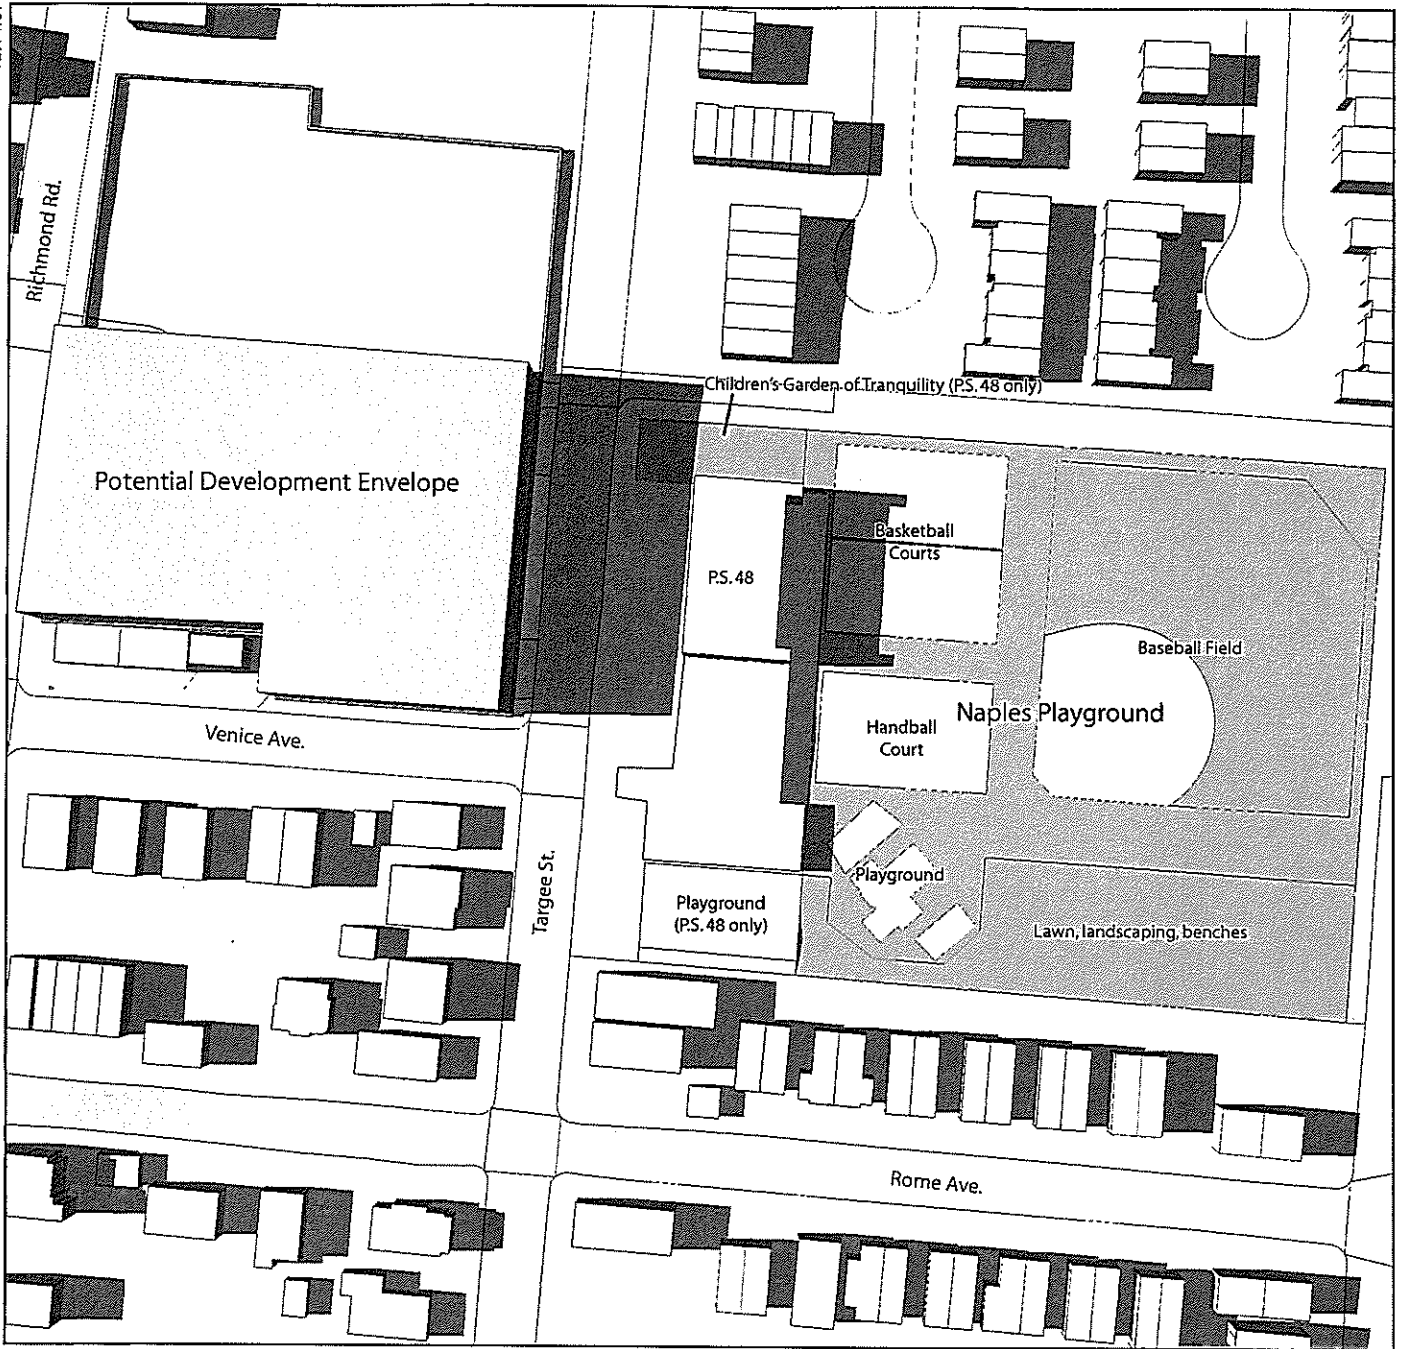 Richmond Rd.
Children's Garden of Tranquility (P.S. 48 only)
Potential Development Envelope
Basketball
Courts
P.S. 48
Baseball Field
Naples Playground
Handball
Court
Venice Ave.
Targee St.
Playground
Playground
(P.S. 48 only)
Lawn, landscaping, benches
Rome Ave.